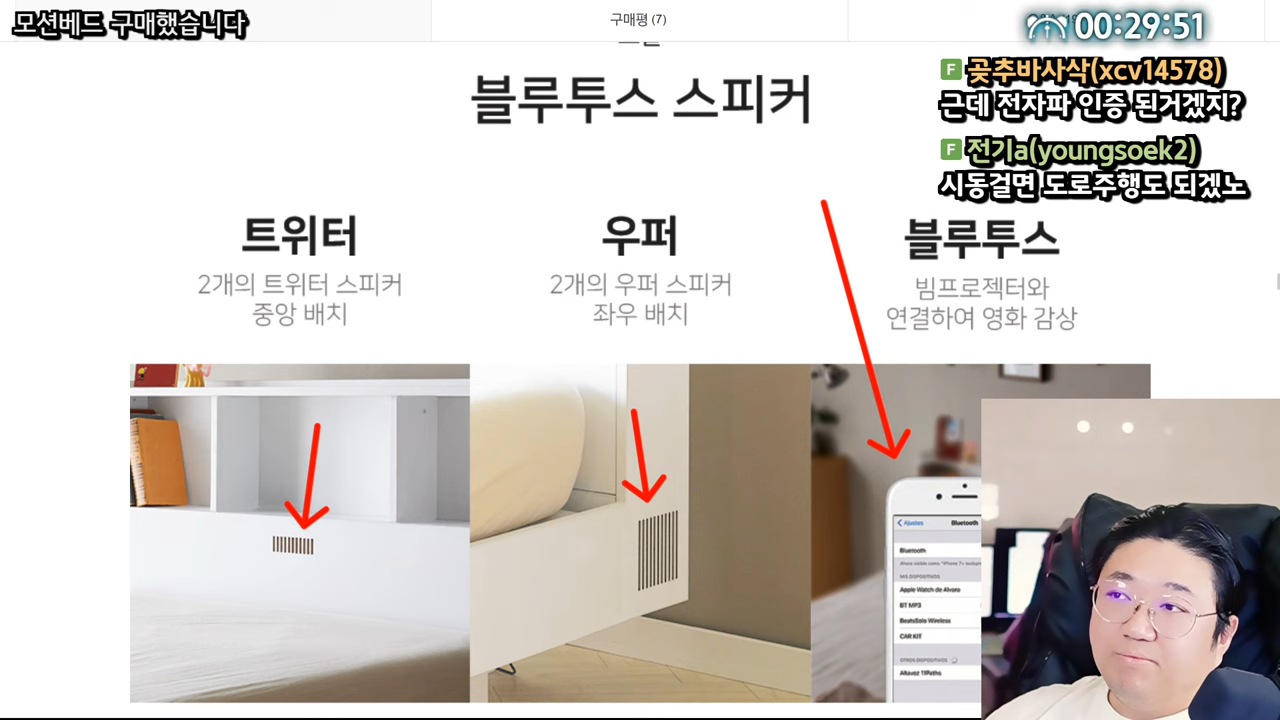 모션베드 구매했습니다
구매평 (7)
00:29:51
블루투스 스피커
F 곶추바사삭(xcv14578)
근데 전자파 인증 된거겠지?
F 전기a(youngsoek2)
시동걸면 도로주행도 되겠노
트위터
2개의 트위터 스피커
중앙 배치
우퍼
2개의 우퍼 스피커
좌우 배치
블루투스
빔프로젝터와
연결하여 영화 감상
Ajustes
Bluetooth
Bluetooth
MIS DISPOSITIVOS
Apple Watch de Alvaro
BT MP3
BeatsSolo Wireless
CAR KIT
OTROS DISPOSITIVOS